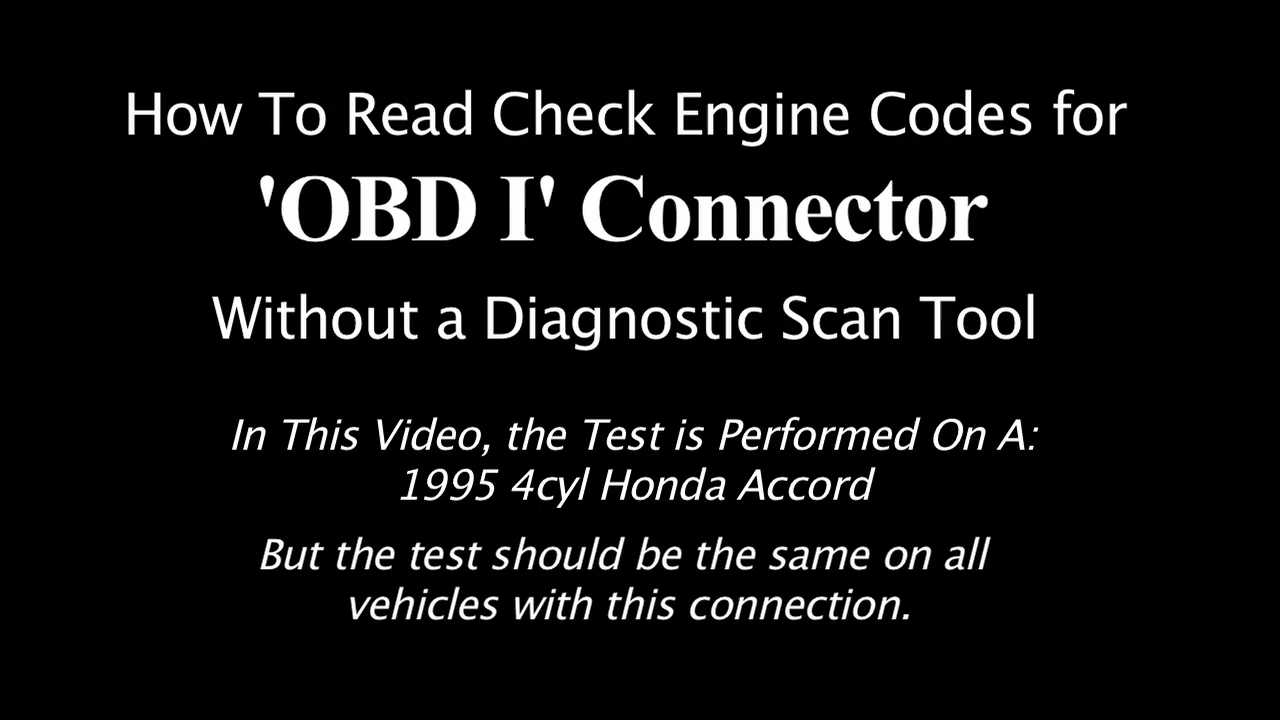 How To Read Check Engine Codes for
'OBD I' Connector
Without a Diagnostic Scan Tool
In This Video, the Test is Performed On A:
1995 4cyl Honda Accord
But the test should be the same on all
vehicles with this connection.